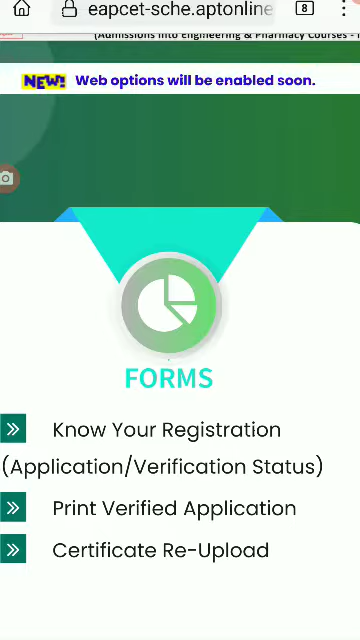 eapcet-sche.aptonline
8
(Admissions into Engineering & Pharmacy Courses -
NEW! Web options will be enabled soon.
FORMS
Know Your Registration
(Application/Verification Status)
Print Verified Application
Certificate Re-Upload